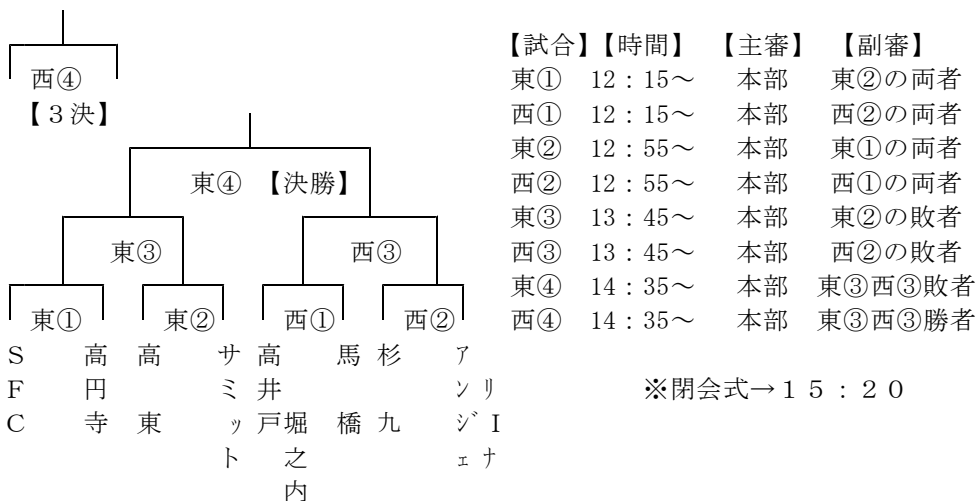 西④
【３決】
東④ 【決勝】
東③
西③
東①
東②
西①
西②
ＳＦＣ
高円寺
高東
サミット
高井戸
堀之内
馬橋
杉九
ｱﾝｼﾞｪ
ﾘIﾅ
【試合】【時間】 【主審】 【副審】
東① 12：15～ 本部 東②の両者
西① 12：15～ 本部 西②の両者
東② 12：55～ 本部 東①の両者
西② 12：55～ 本部 西①の両者
東③ 13：45～ 本部 東②の敗者
西③ 13：45～ 本部 西②の敗者
東④ 14：35～ 本部 東③西③敗者
西④ 14：35～ 本部 東③西③勝者
※閉会式→１５：２０